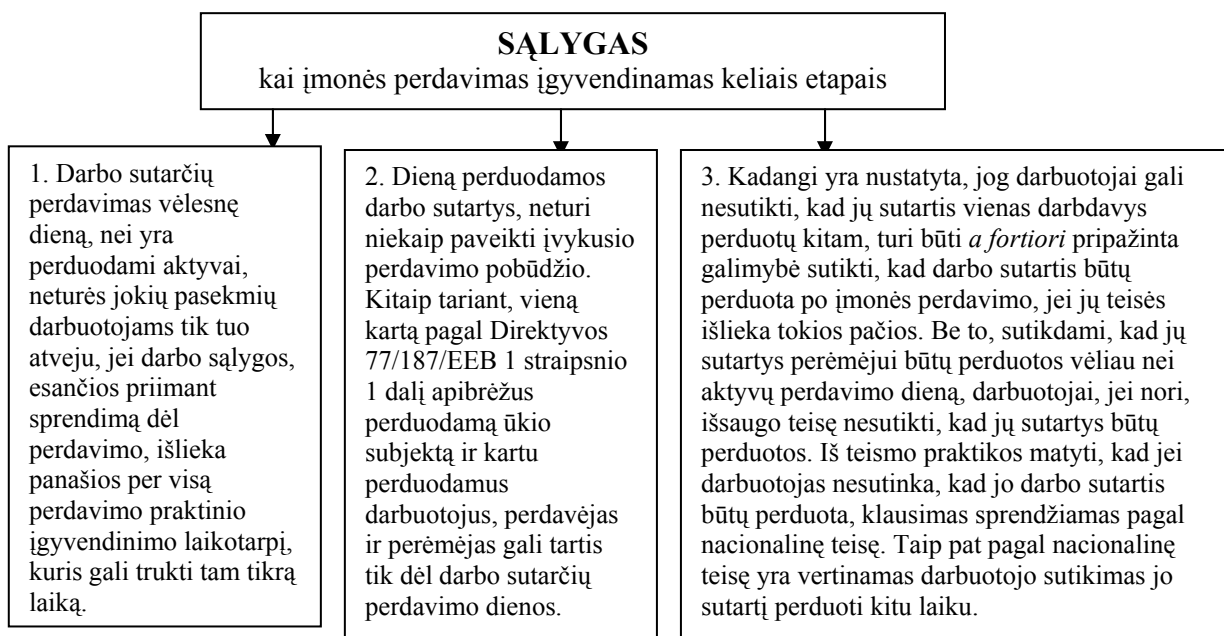 SĄLYGAS
kai įmonės perdavimas įgyvendinamas keliais etapais
1. Darbo sutarčių
perdavimas vėlesnę
dieną, nei yra
perduodami aktyvai,
neturės jokių pasekmių
darbuotojams tik tuo
atveju, jei darbo sąlygos,
esančios priimant
sprendimą dėl
perdavimo, išlieka
panašios per visą
perdavimo praktinio
įgyvendinimo laikotarpį,
kuris gali trukti tam tikrą
laiką.
2. Dieną perduodamos
darbo sutartys, neturi
niekaip paveikti įvykusio
perdavimo pobūdžio.
Kitaip tariant, vieną
kartą pagal Direktyvos
77/187/EEB 1 straipsnio
1 dalį apibrėžus
perduodamą ūkio
subjektą ir kartu
perduodamus
darbuotojus, perdavėjas
ir perėmėjas gali tartis
tik dėl darbo sutarčių
perdavimo dienos.
3. Kadangi yra nustatyta, jog darbuotojai gali
nesutikti, kad jų sutartis vienas darbdavys
perduotų kitam, turi būti a fortiori pripažinta
galimybė sutikti, kad darbo sutartis būtų
perduota po įmonės perdavimo, jei jų teisės
išlieka tokios pačios. Be to, sutikdami, kad jų
sutartys perėmėjui būtų perduotos vėliau nei
aktyvų perdavimo dieną, darbuotojai, jei nori,
išsaugo teisę nesutikti, kad jų sutartys būtų
perduotos. Iš teismo praktikos matyti, kad jei
darbuotojas nesutinka, kad jo darbo sutartis
būtų perduota, klausimas sprendžiamas pagal
nacionalinę teisę. Taip pat pagal nacionalinę
teisę yra vertinamas darbuotojo sutikimas jo
sutartį perduoti kitu laiku.